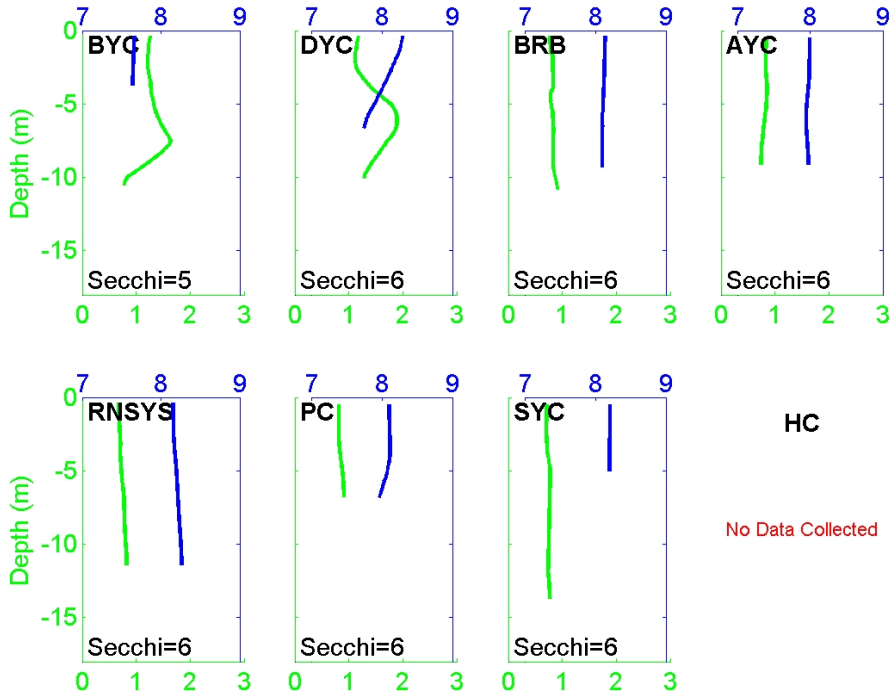 7 8 9 7 8 9 7 8 9 7 8 9
0 BYC DYC BRB AYC
-5
-10
-15
Depth (m)
Secchi=5 Secchi=6 Secchi=6 Secchi=6
0 1 2 3 0 1 2 3 0 1 2 3 0 1 2 3
7 8 9 7 8 9 7 8 9
0 RNSYS PC SYC HC
-5
-10
-15
Depth (m)
No Data Collected
Secchi=6 Secchi=6 Secchi=6
0 1 2 3 0 1 2 3 0 1 2 3